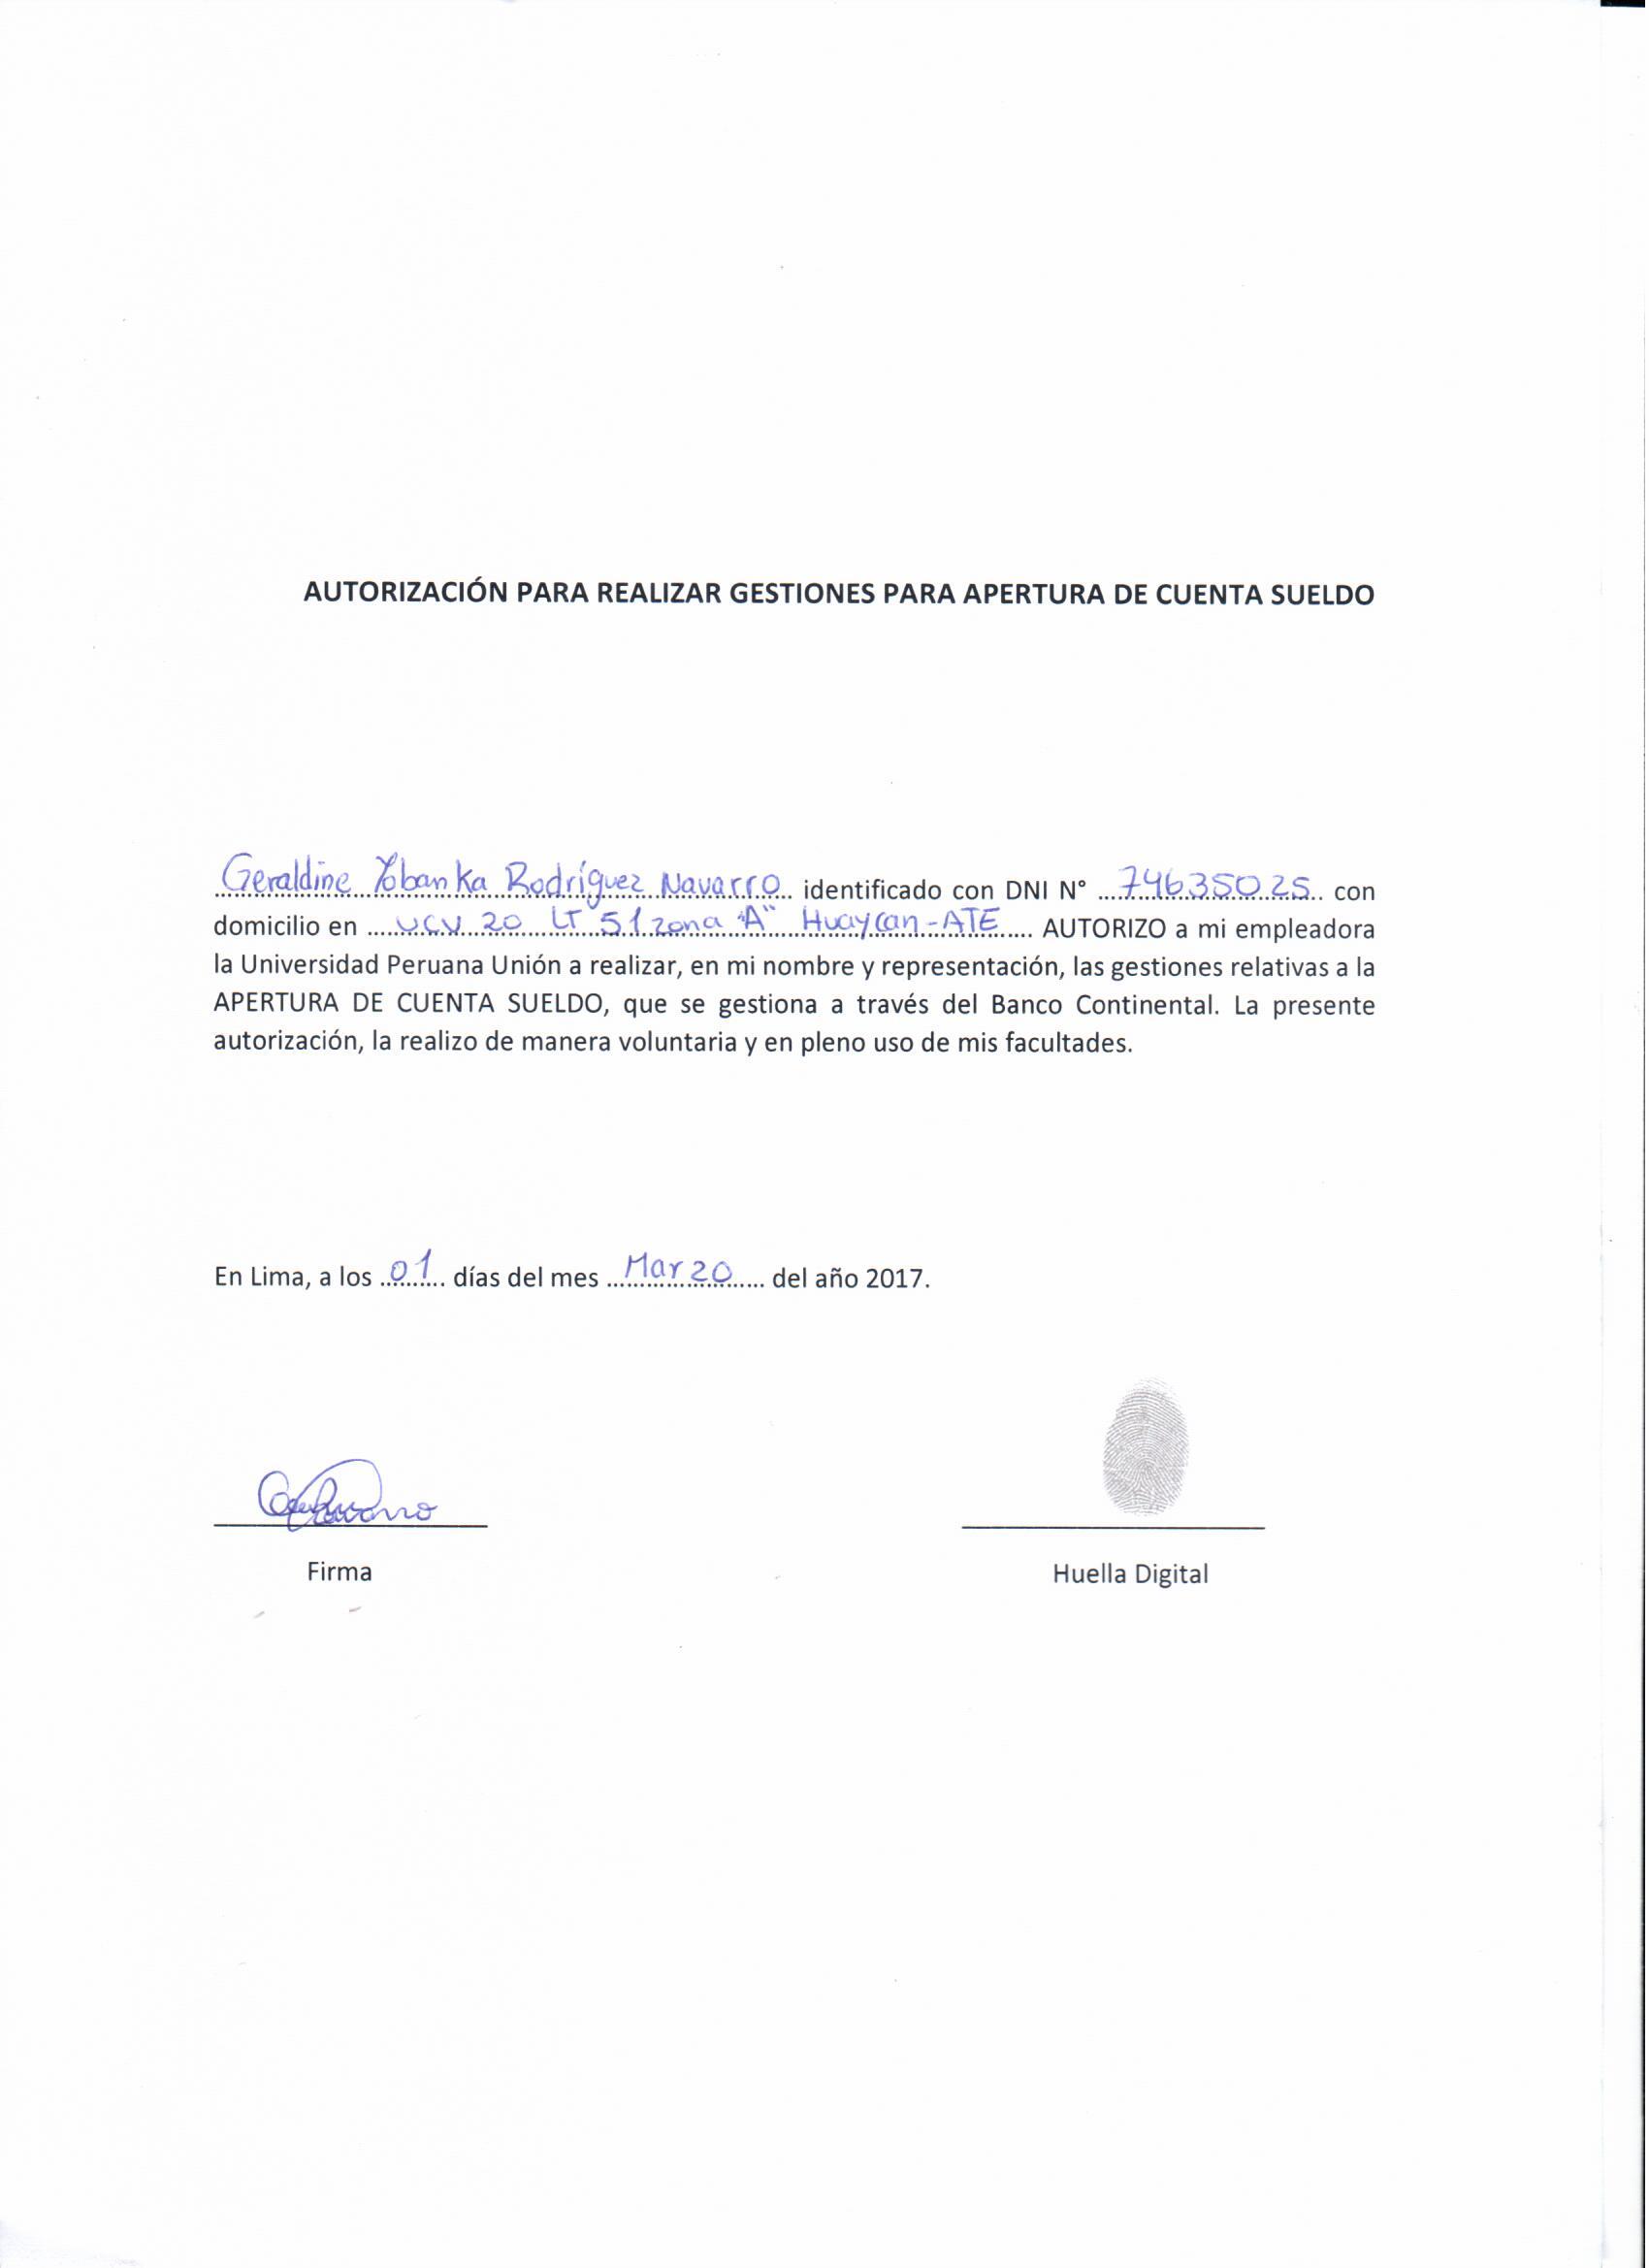 AUTORIZACIÓN PARA REALIZAR GESTIONES PARA APERTURA DE CUENTA SUELDO
Geraldine Yobanka Rodríguez Navarro identificado con DNI N° 74635025 con
domicilio en UCV 20 LT 51 zona "A" Huaycan - ATE AUTORIZO a mi empleadora
la Universidad Peruana Unión a realizar, en mi nombre y representación, las gestiones relativas a la
APERTURA DE CUENTA SUELDO, que se gestiona a través del Banco Continental. La presente
autorización, la realizo de manera voluntaria y en pleno uso de mis facultades.
En Lima, a los 01 días del mes Marzo del año 2017.
Firma
Huella Digital